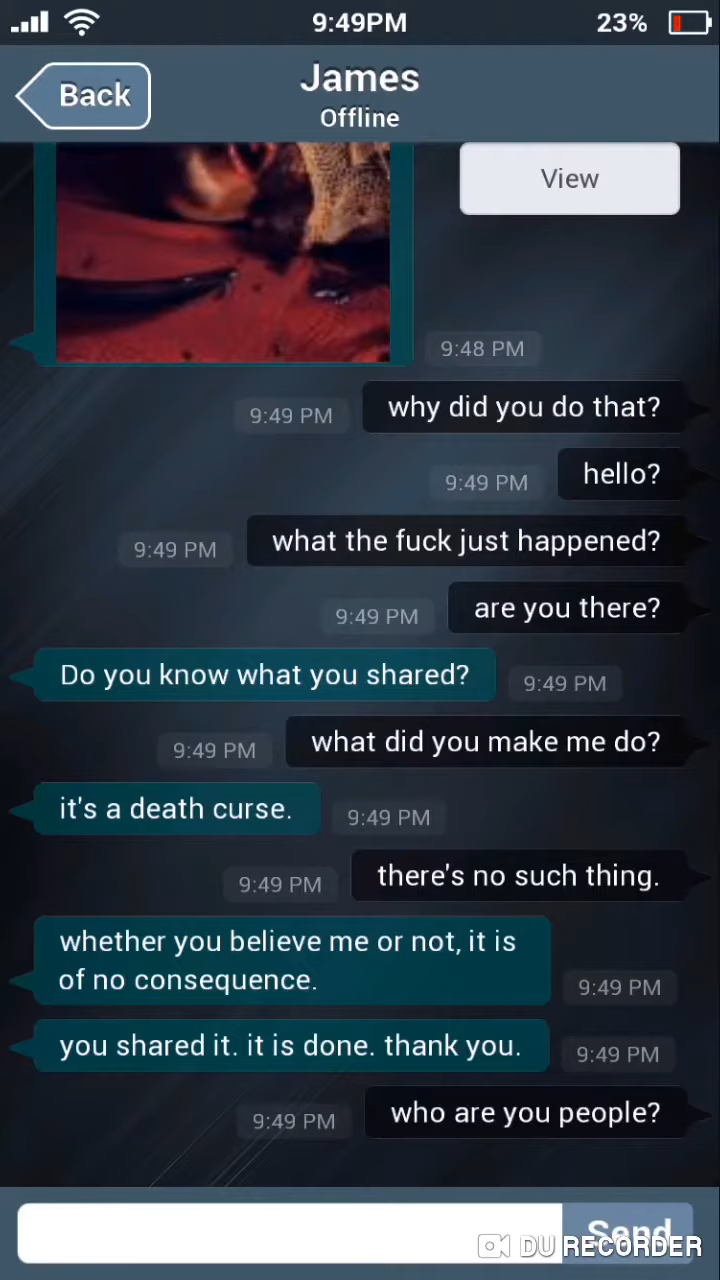 9:49PM
23%
Back
James
Offline
View
9:48 PM
9:49 PM
why did you do that?
9:49 PM
hello?
9:49 PM
what the fuck just happened?
9:49 PM
are you there?
Do you know what you shared?
9:49 PM
9:49 PM
what did you make me do?
it's a death curse.
9:49 PM
9:49 PM
there's no such thing.
whether you believe me or not, it is
of no consequence.
9:49 PM
you shared it. it is done. thank you.
9:49 PM
9:49 PM
who are you people?
Send
DU RECORDER